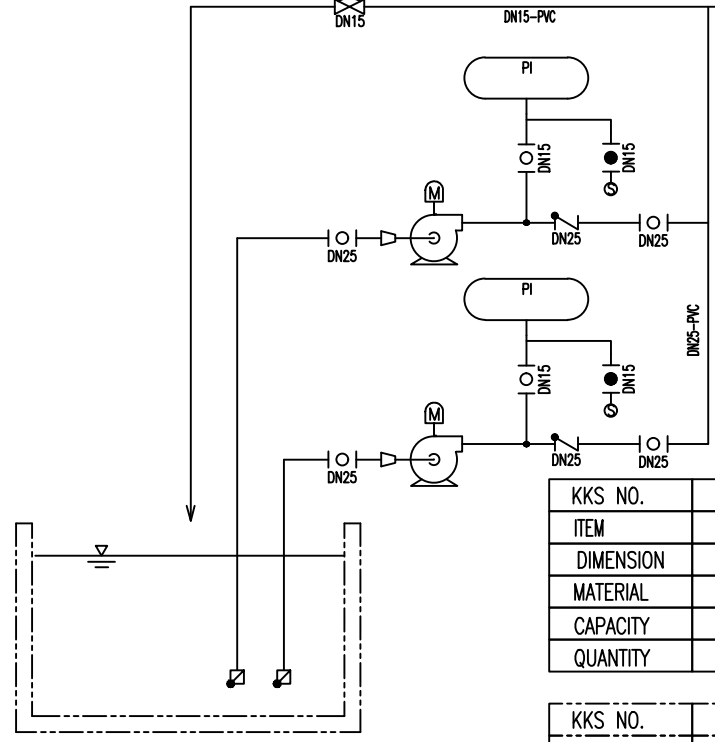 DN15
DN15-PVC
PI
DN15
DN15
S
M
DN25
DN25
DN25
PI
DN25-PVC
DN15
DN15
S
M
DN25
DN25
DN25
KKS NO.
ITEM
DIMENSION
MATERIAL
CAPACITY
QUANTITY
KKS NO.